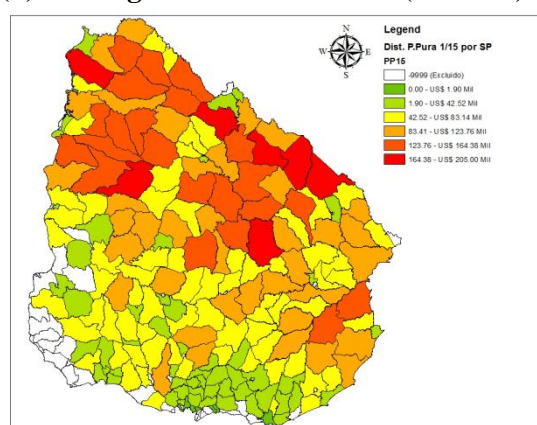 N
W E
S
Legend
Dist. P.Pura 1/15 por SP
PP15
-9999 (Excluido)
0.00 - US$ 1.90 Mil
1.90 - US$ 42.52 Mil
42.52 - US$ 83.14 Mil
83.41 - US$ 123.76 Mil
123.76 - US$ 164.38 Mil
164.38 - US$ 205.00 Mil